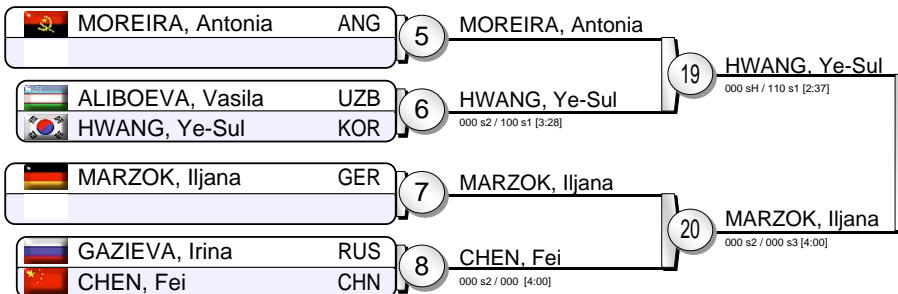 MOREIRA, Antonia ANG
5
MOREIRA, Antonia
ALIBOEVA, Vasila UZB
HWANG, Ye-Sul KOR
6
HWANG, Ye-Sul
000 s2 / 100 s1 [3:28]
19
HWANG, Ye-Sul
000 sH / 110 s1 [2:37]
MARZOK, Iljana GER
7
MARZOK, Iljana
GAZIEVA, Irina RUS
CHEN, Fei CHN
8
CHEN, Fei
000 s2 / 000 [4:00]
20
MARZOK, Iljana
000 s2 / 000 s3 [4:00]